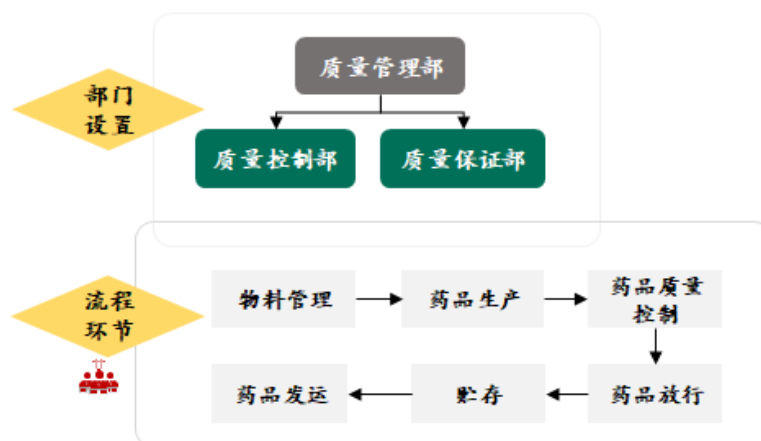 质量管理部
部门
设置
质量控制部
质量保证部
流程
环节
物料管理
药品生产
药品质量
控制
药品发运
贮存
药品放行